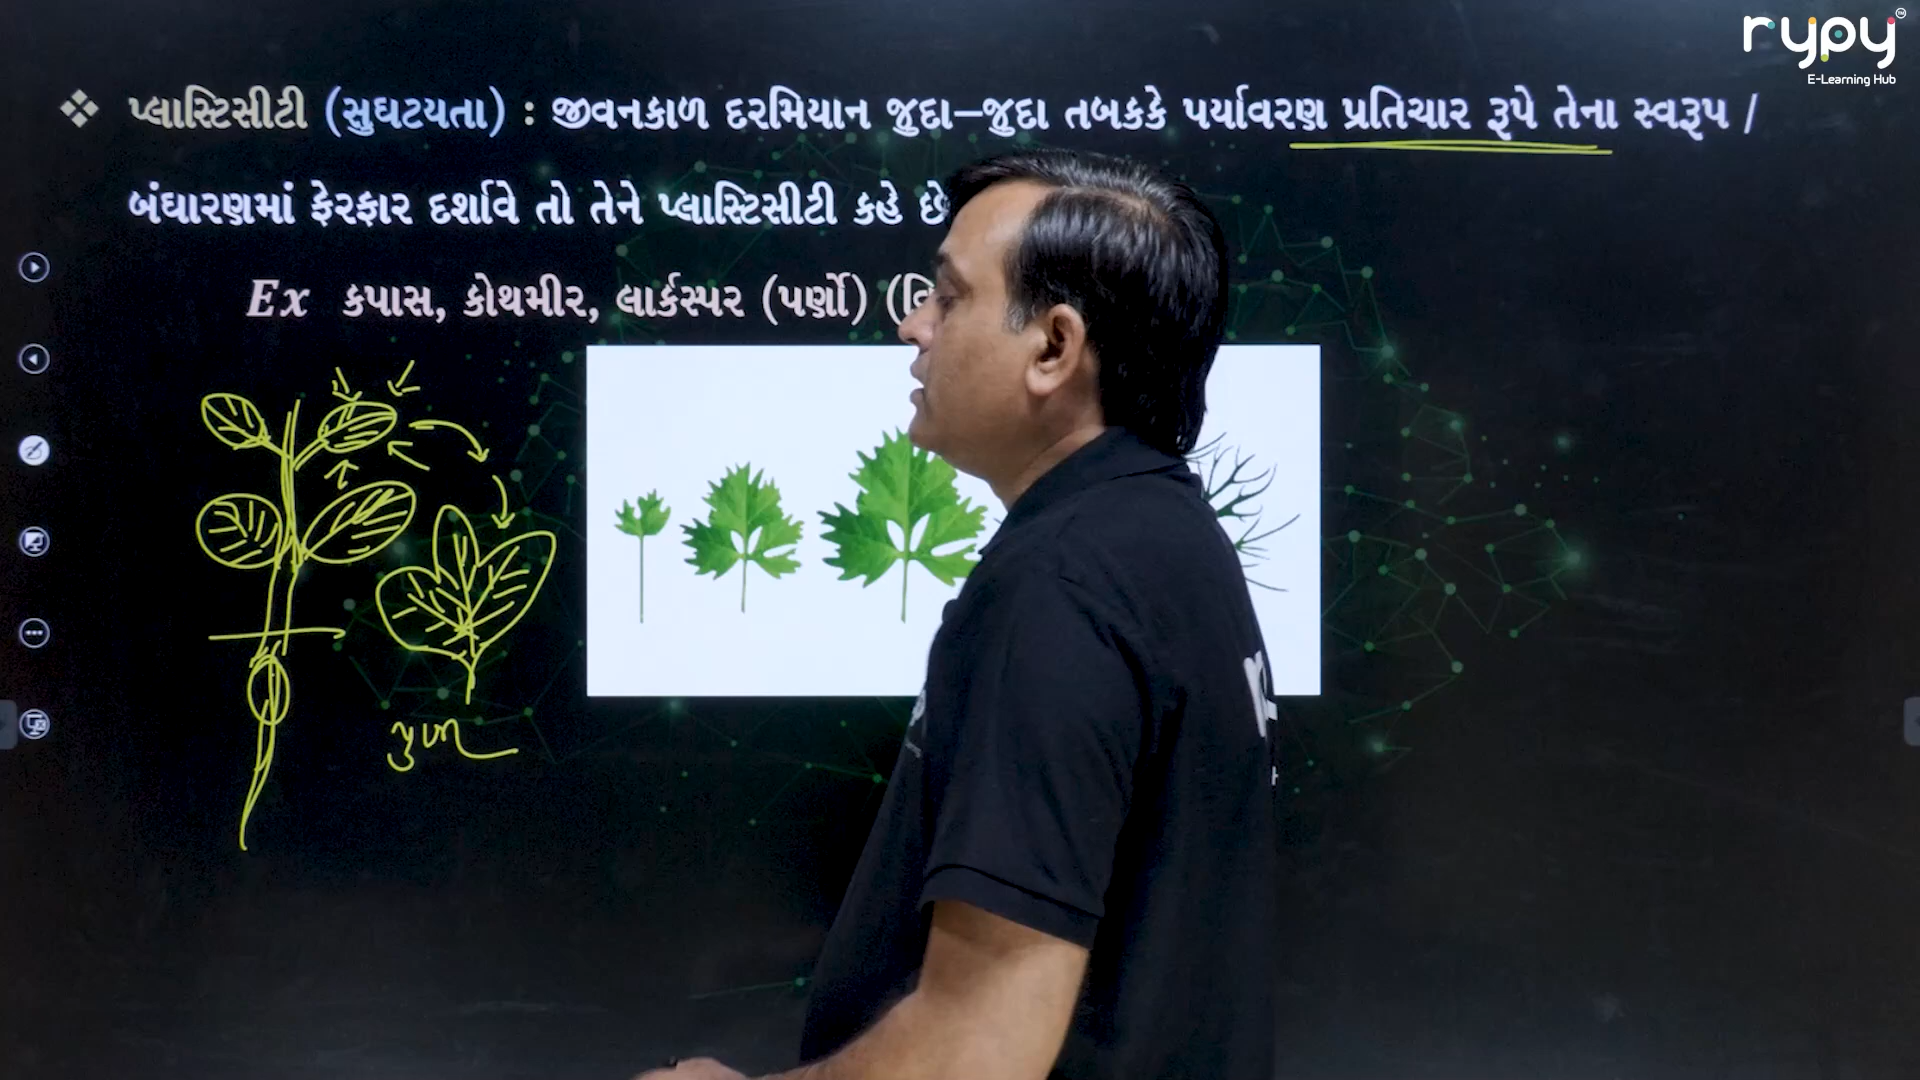 rypy™
E-Learning Hub
❖ પ્લાસ્ટિસીટી (સુઘટયતા) : જીવનકાળ દરમિયાન જુદા–જુદા તબકકે પર્યાવરણ પ્રતિચાર રૂપે તેના સ્વરૂપ /
બંધારણમાં ફેરફાર દર્શાવે તો તેને પ્લાસ્ટિસીટી કહે છે
Ex કપાસ, કોથમીર, લાર્કસ્પર (પર્ણો)